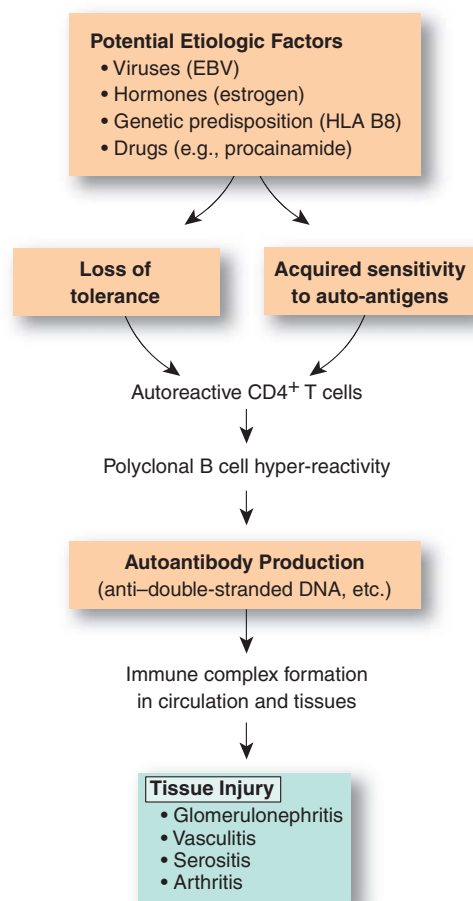 Potential Etiologic Factors
• Viruses (EBV)
• Hormones (estrogen)
• Genetic predisposition (HLA B8)
• Drugs (e.g., procainamide)
Loss of
tolerance
Acquired sensitivity
to auto-antigens
Autoreactive CD4+ T cells
Polyclonal B cell hyper-reactivity
Autoantibody Production
(anti–double-stranded DNA, etc.)
Immune complex formation
in circulation and tissues
Tissue Injury
• Glomerulonephritis
• Vasculitis
• Serositis
• Arthritis